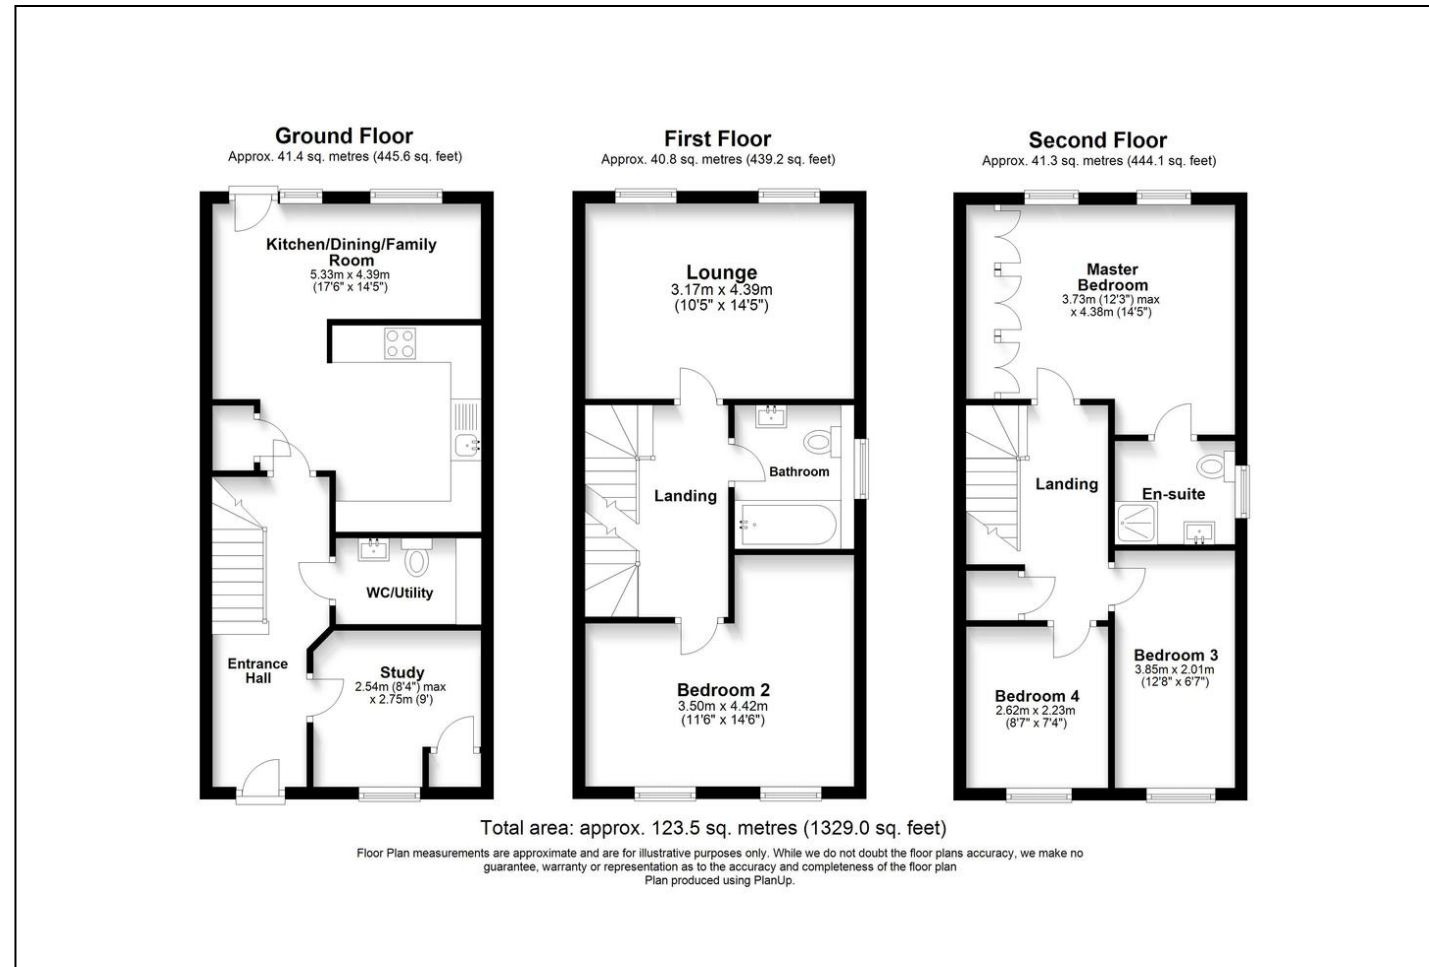 Ground Floor
Approx. 41.4 sq. metres (445.6 sq. feet)
Kitchen/Dining/Family
Room
5.33m x 4.39m
(17'6" x 14'5")
WC/Utility
Entrance
Hall
Study
2.54m (8'4") max
x 2.75m (9')
First Floor
Approx. 40.8 sq. metres (439.2 sq. feet)
Lounge
3.17m x 4.39m
(10'5" x 14'5")
Bathroom
Landing
Bedroom 2
3.50m x 4.42m
(11'6" x 14'6")
Second Floor
Approx. 41.3 sq. metres (444.1 sq. feet)
Master
Bedroom
3.73m (12'3") max
x 4.38m (14'5")
Landing
En-suite
Bedroom 3
3.85m x 2.01m
(12'8" x 6'7")
Bedroom 4
2.62m x 2.23m
(8'7" x 7'4")
Total area: approx. 123.5 sq. metres (1329.0 sq. feet)
Floor Plan measurements are approximate and are for illustrative purposes only. While we do not doubt the floor plans accuracy, we make no
guarantee, warranty or representation as to the accuracy and completeness of the floor plan
Plan produced using PlanUp.